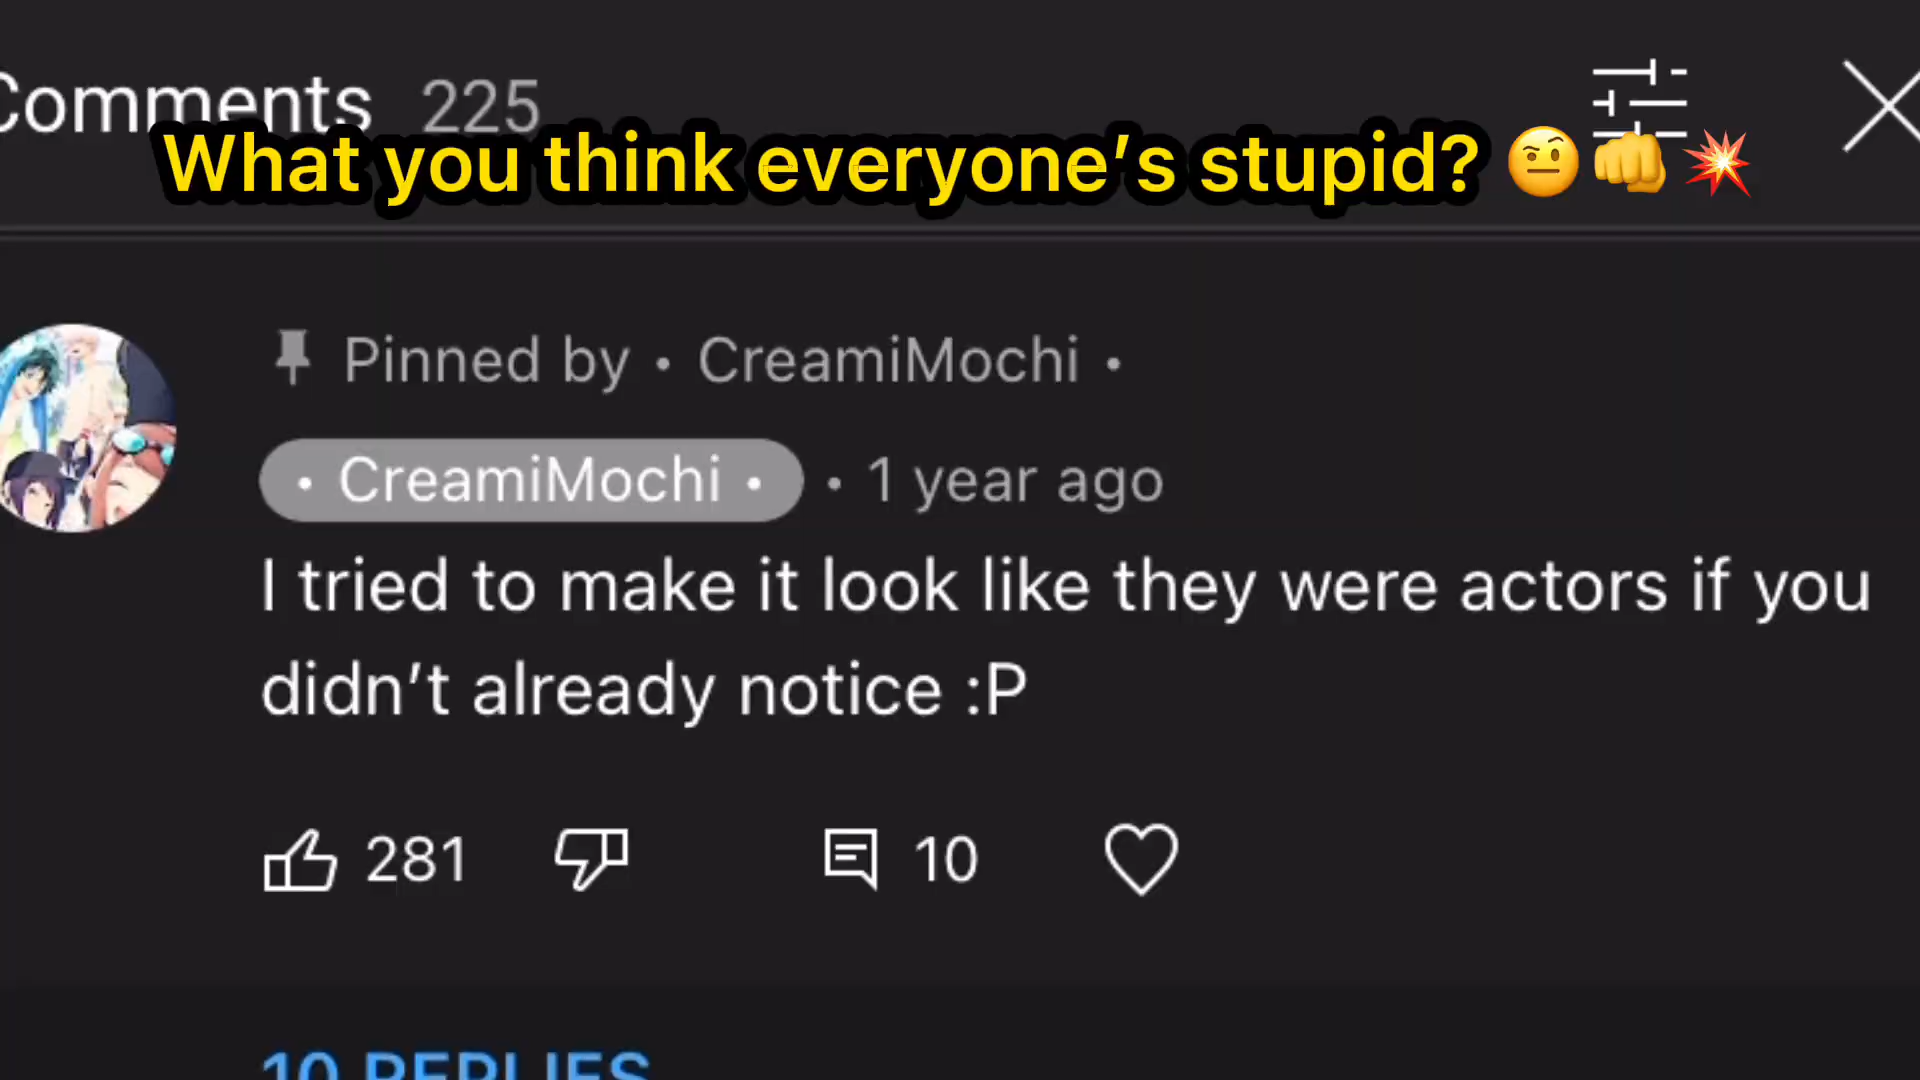 Comments 225
What you think everyone's stupid? 🤨👊💥
Pinned by • CreamiMochi •
• CreamiMochi • • 1 year ago
I tried to make it look like they were actors if you
didn't already notice :P
281 10
10 REPLIES